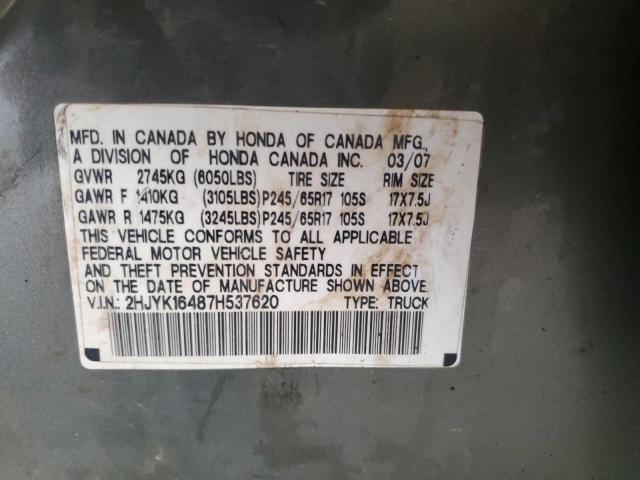 MFD. IN CANADA BY HONDA OF CANADA MFG.,
A DIVISION OF HONDA CANADA INC. 03/07
GVWR 2745KG (6050LBS) TIRE SIZE RIM SIZE
GAWR F 1410KG (3105LBS)P245/65R17 105S 17X7.5J
GAWR R 1475KG (3245LBS)P245/65R17 105S 17X7.5J
THIS VEHICLE CONFORMS TO ALL APPLICABLE
FEDERAL MOTOR VEHICLE SAFETY
AND THEFT PREVENTION STANDARDS IN EFFECT
ON THE DATE OF MANUFACTURE SHOWN ABOVE.
V.I.N.: 2HJYK16487H537620 TYPE: TRUCK